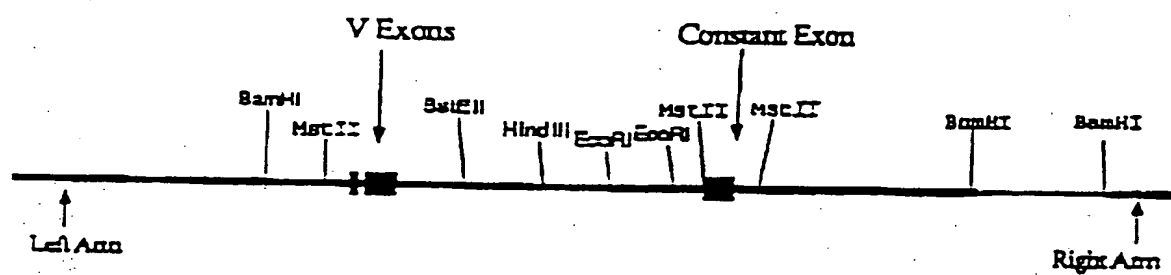 V Exons
Constant Exon
BamHI
MstII
BstEII
HindIII
EcoRI
EcoRI
MstII
MstII
BamHI
BamHI
Left Arm
Right Arm